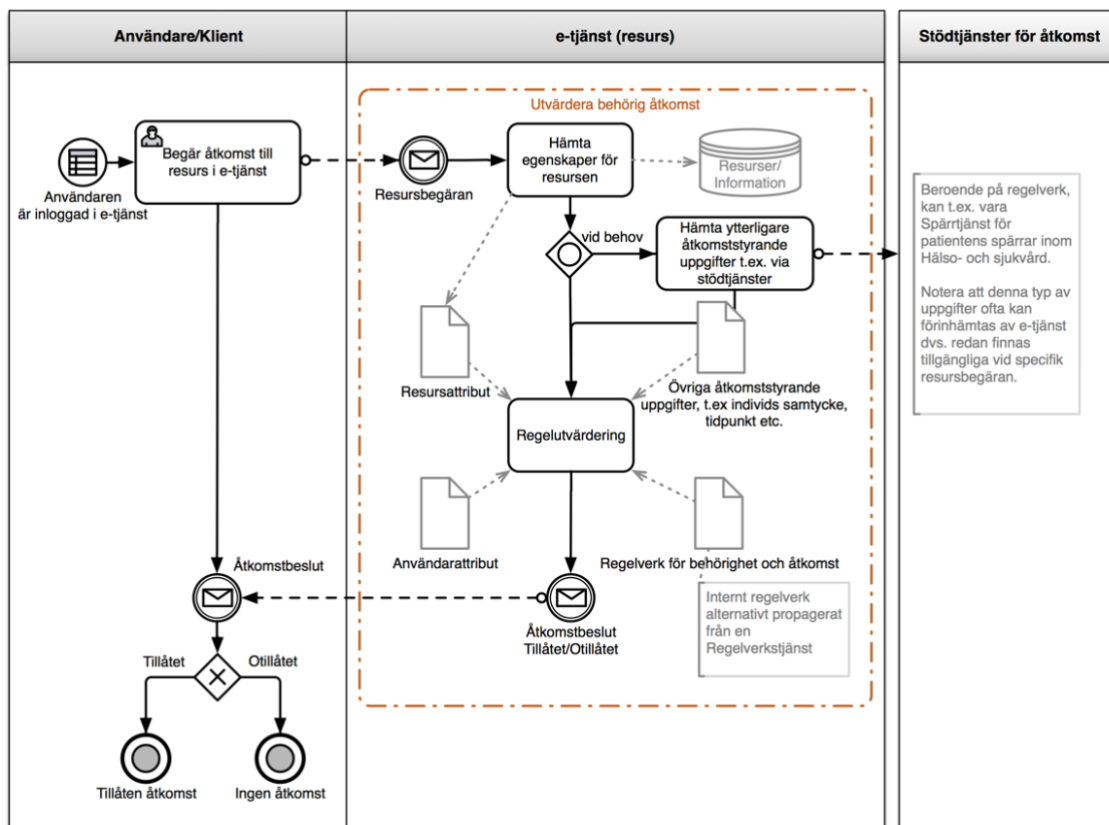 Användare/Klient
e-tjänst (resurs)
Stödtjänster för åtkomst
Utvärdera behörig åtkomst
Begär åtkomst till
resurs i e-tjänst
Användaren
är inloggad i e-tjänst
Resursbegäran
Hämta
egenskaper för
resursen
Resurser/
Information
vid behov
Hämta ytterligare
åtkomststyrande
uppgifter t.ex. via
stödtjänster
Beroende på regelverk,
kan t.ex. vara
Spärrtjänst för
patientens spärrar inom
Hälso- och sjukvård.
Notera att denna typ av
uppgifter ofta kan
förinhämtas av e-tjänst
dvs. redan finnas
tillgängliga vid specifik
resursbegäran.
Resursattribut
Övriga åtkomststyrande
uppgifter, t.ex individs samtycke,
tidpunkt etc.
Regelutvärdering
Användarattribut
Regelverk för behörighet och åtkomst
Internt regelverk
alternativt propagerat
från en
Regelverkstjänst
Åtkomstbeslut
Åtkomstbeslut
Tillåtet/Otillåtet
Tillåtet
Otillåtet
Tillåten åtkomst
Ingen åtkomst